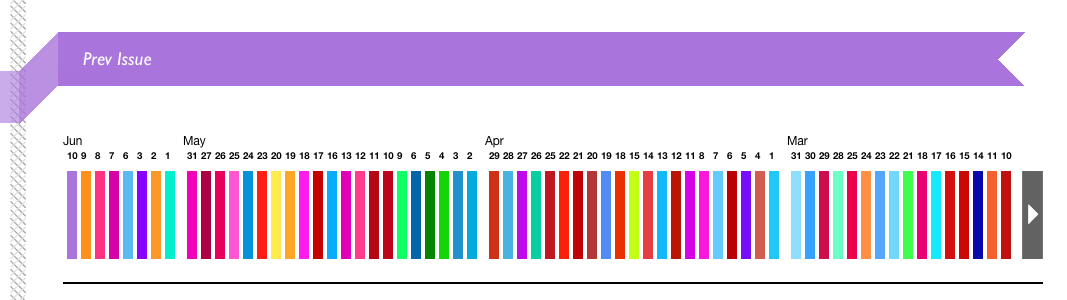 Prev Issue
Jun May Apr Mar
10 9 8 7 6 3 2 1 31 27 26 25 24 23 20 19 18 17 16 13 12 11 10 9 6 5 4 3 2 29 28 27 26 25 22 21 20 19 18 15 14 13 12 11 8 7 6 5 4 1 31 30 29 28 25 24 23 22 21 18 17 16 15 14 11 10